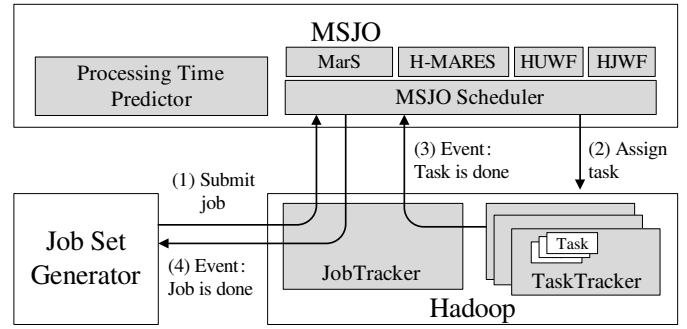 MSJO
Processing Time
Predictor
MarS
H-MARES
HUWF
HJWF
MSJO Scheduler
(3) Event:
Task is done
(2) Assign
task
(1) Submit
job
Job Set
Generator
(4) Event:
Job is done
JobTracker
Task
TaskTracker
Hadoop